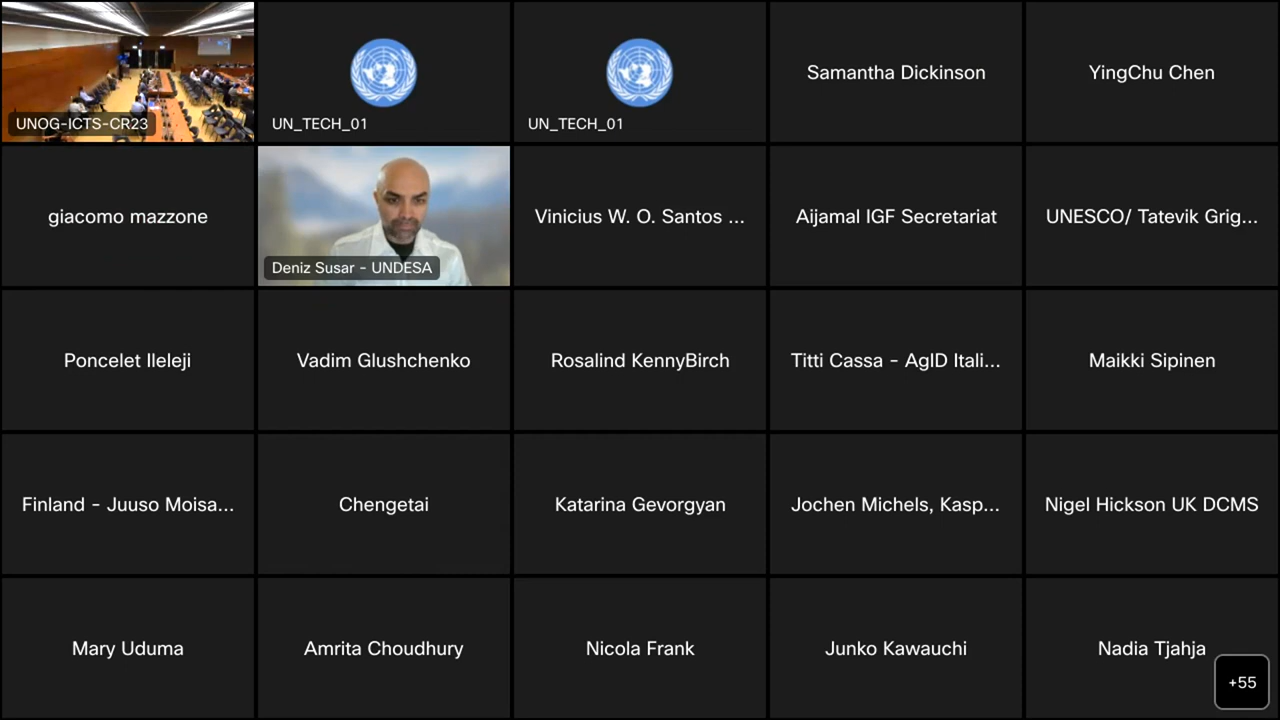 UNOG-ICTS-CR23
UN_TECH_01
UN_TECH_01
Samantha Dickinson
YingChu Chen
giacomo mazzone
Deniz Susar - UNDESA
Vinicius W. O. Santos ...
Aijamal IGF Secretariat
UNESCO/ Tatevik Grig...
Poncelet Ileleji
Vadim Glushchenko
Rosalind KennyBirch
Titti Cassa - AgID Itali...
Maikki Sipinen
Finland - Juuso Moisa...
Chengetai
Katarina Gevorgyan
Jochen Michels, Kasp...
Nigel Hickson UK DCMS
Mary Uduma
Amrita Choudhury
Nicola Frank
Junko Kawauchi
Nadia Tjahja
+55